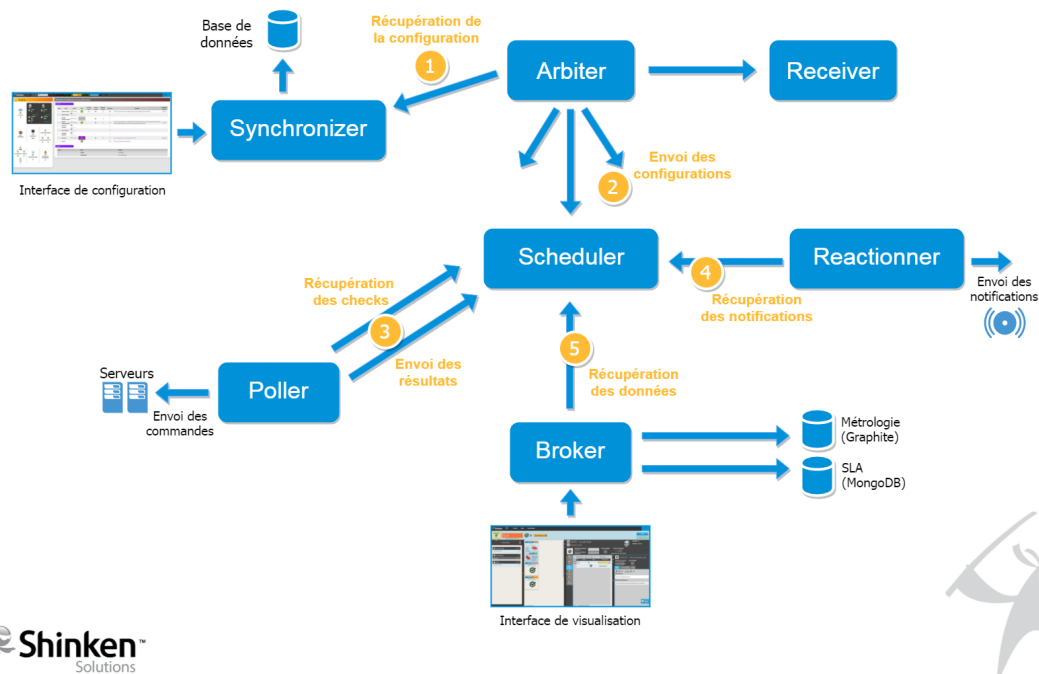 Base de
données
Récupération de
la configuration
1
Arbiter
Receiver
Synchronizer
Interface de configuration
Envoi des
configurations
2
Scheduler
Reactionner
4
Récupération
des notifications
Envoi des
notifications
Récupération
des checks
3
Envoi des
résultats
5
Récupération
des données
Serveurs
Envoi des
commandes
Poller
Broker
Métrologie
(Graphite)
SLA
(MongoDB)
Interface de visualisation
Shinken™
Solutions